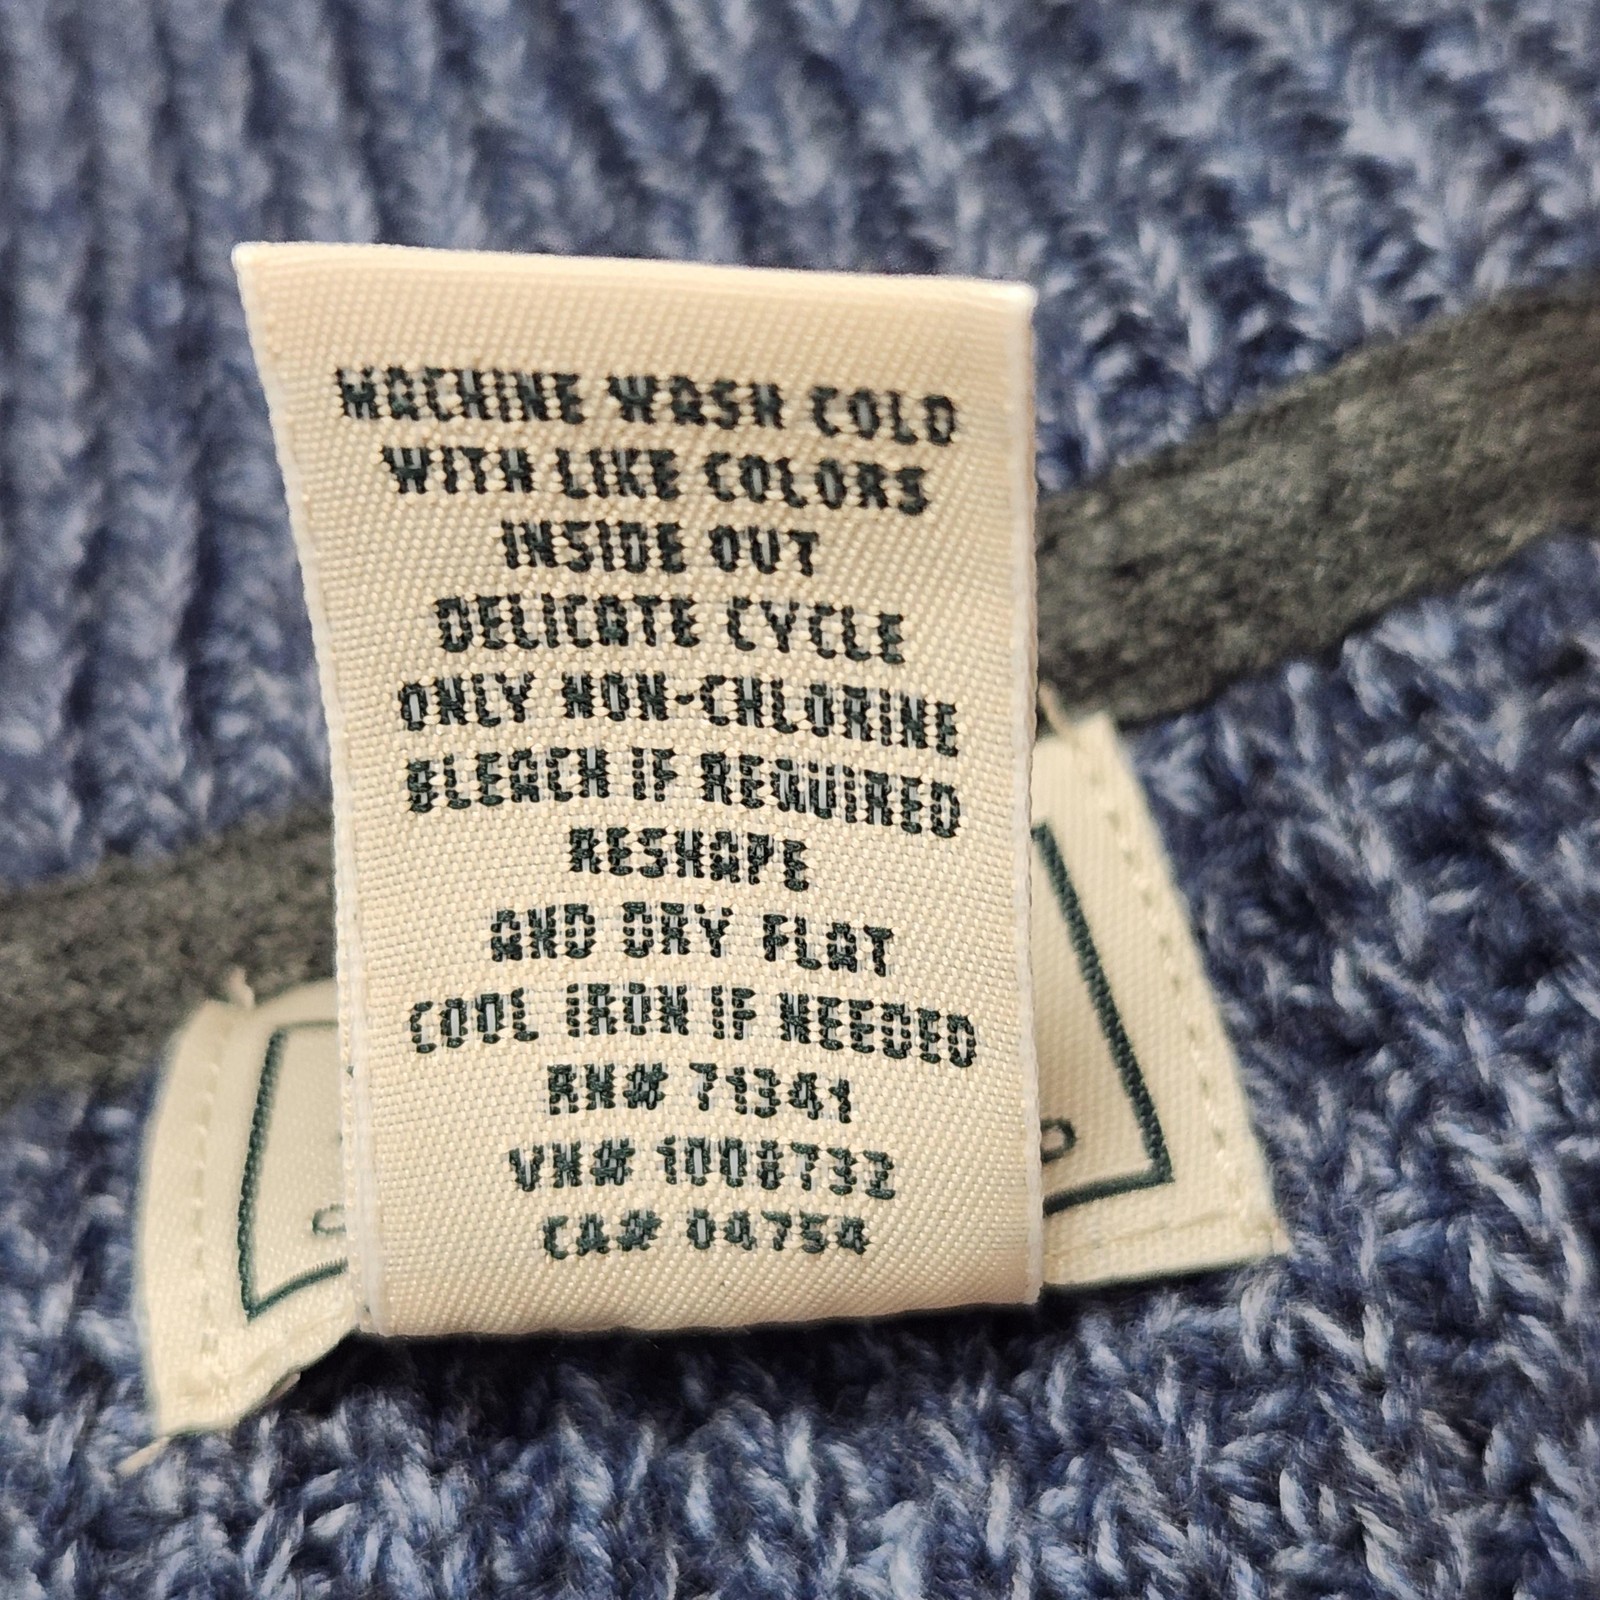 MACHINE WASH COLD
WITH LIKE COLORS
INSIDE OUT
DELICATE CYCLE
ONLY NON-CHLORINE
BLEACH IF REQUIRED
RESHAPE
AND DRY FLAT
COOL IRON IF NEEDED
RN# 71341
VN# 1008732
CA# 04754